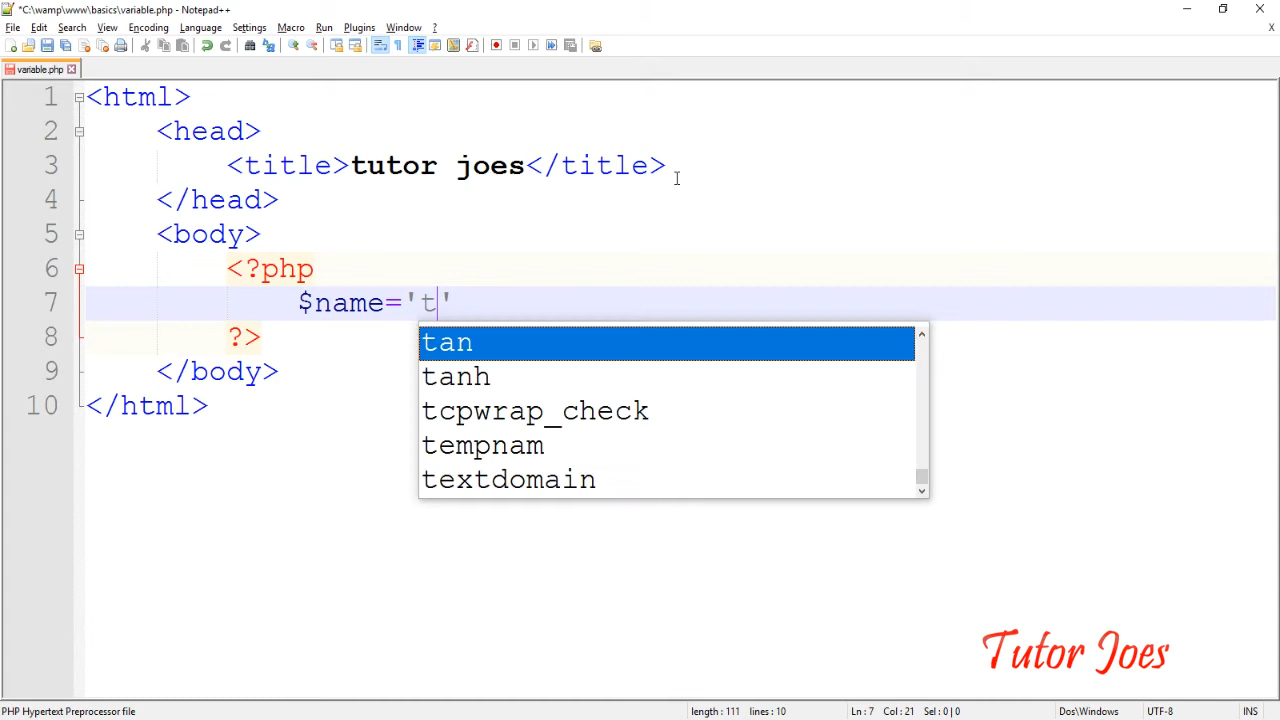 *C:\wamp\www\basics\variable.php - Notepad++
File Edit Search View Encoding Language Settings Macro Run Plugins Window ?
X
variable.php
1 <html>
2 <head>
3 <title>tutor joes</title>
4 </head>
5 <body>
6 <?php
7 $name='t'
8 ?>
9 </body>
10 </html>
tan
tanh
tcpwrap_check
tempnam
textdomain
Tutor Joes
PHP Hypertext Preprocessor file length : 111 lines : 10 Ln : 7 Col : 21 Sel : 0 | 0 Dos\Windows UTF-8 INS